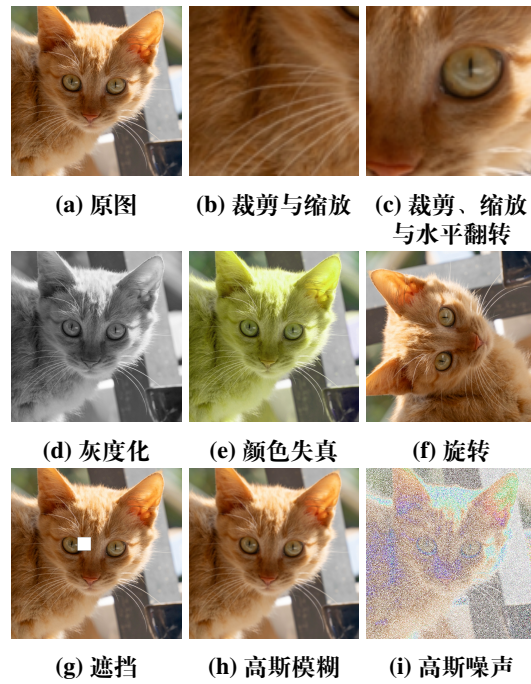 (a) 原图
(b) 裁剪与缩放
(c) 裁剪、缩放
与水平翻转
(d) 灰度化
(e) 颜色失真
(f) 旋转
(g) 遮挡
(h) 高斯模糊
(i) 高斯噪声